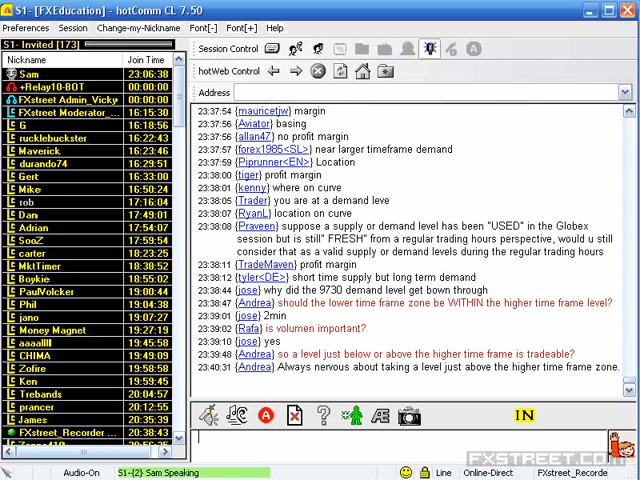 S1- [FXEducation] - hotComm CL 7.50
Preferences Session Change-my-Nickname Font[-] Font[+] Help
S1- Invited [173]
Nickname Join Time
Sam 23:06:38
+Relay10-BOT 00:00:00
FXstreet Admin_Vicky 00:00:00
FXstreet Moderator_... 16:15:30
G 16:18:56
rucklebuckster 16:22:43
Maverick 16:23:46
durando74 16:29:51
Gert 16:33:00
Mike 16:50:24
rob 17:16:04
Dan 17:49:01
Adrian 17:54:07
SooZ 17:59:54
carter 18:23:25
MktTimer 18:38:52
Boykie 18:55:02
PaulVolcker 19:00:44
Phil 19:04:38
jano 19:07:27
Money Magnet 19:27:19
aaaallll 19:45:58
CHIMA 19:49:09
Zofire 19:58:58
Ken 19:59:45
Trebands 20:04:57
prancer 20:12:55
James 20:35:39
FXstreet_Recorder ... 20:38:43
Session Control
hotWeb Control
Address
23:37:54 {mauricetjw} margin
23:37:56 {Aviator} basing
23:37:56 {allan47} no profit margin
23:37:57 {forex1985<SL>} near larger timeframe demand
23:37:59 {Piprunner<EN>} Location
23:38:00 {tiger} profit margin
23:38:01 {kenny} where on curve
23:38:05 {Trader} you are at a demand leve
23:38:07 {RyanL} location on curve
23:38:08 {Praveen} suppose a supply or demand level has been "USED" in the Globex
session but is still" FRESH" from a regular trading hours perspective, would u still
consider that as a valid supply or demand levels during the regular trading hours
23:38:11 {TradeMaven} profit margin
23:38:12 {tyler<DE>} short time supply but long term demand
23:38:44 {jose} why did the 9730 demand level get bown through
23:38:47 {Andrea} should the lower time frame zone be WITHIN the higher time frame level?
23:39:01 {jose} 2min
23:39:02 {Rafa} is volumen important?
23:39:10 {jose} yes
23:39:48 {Andrea} so a level just below or above the higher time frame is tradeable?
23:40:31 {Andrea} Always nervous about taking a level just above the higher time frame zone.
IN
FXSTREET.COM
Audio-On S1-{2} Sam Speaking Line Online-Direct FXstreet_Recorde